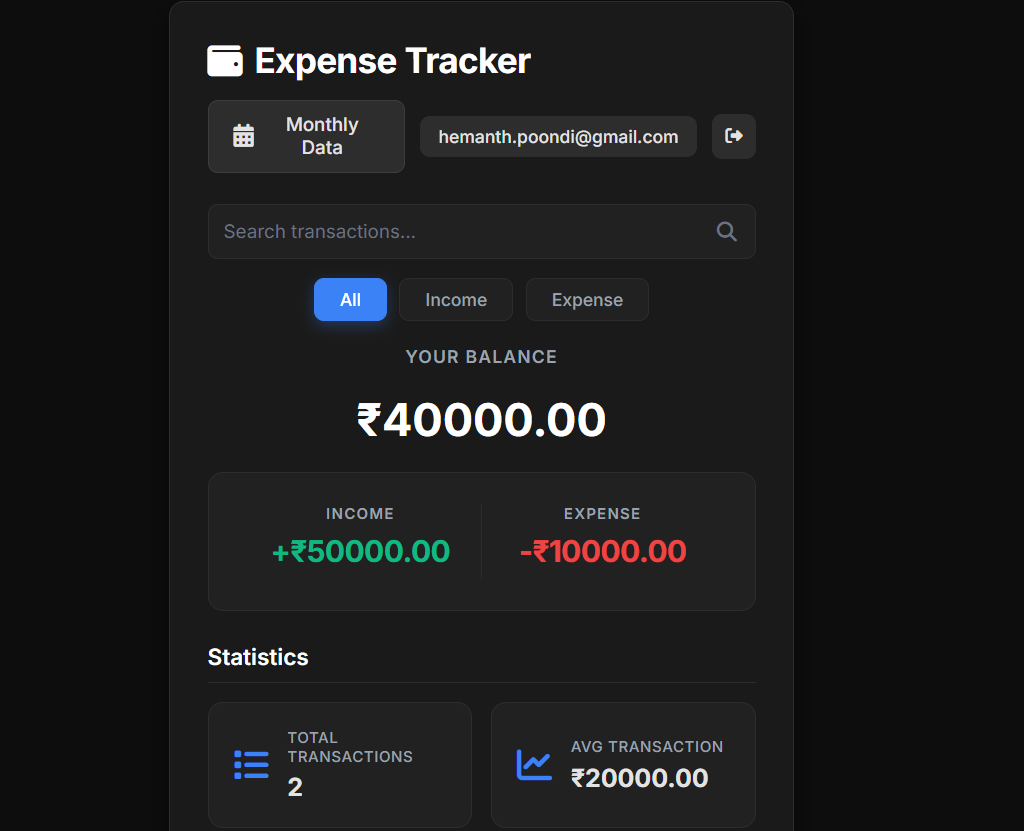 Expense Tracker
Monthly
Data
hemanth.poondi@gmail.com
Search transactions...
All
Income
Expense
YOUR BALANCE
₹40000.00
INCOME
EXPENSE
+₹50000.00
-₹10000.00
Statistics
TOTAL
TRANSACTIONS
2
AVG TRANSACTION
₹20000.00